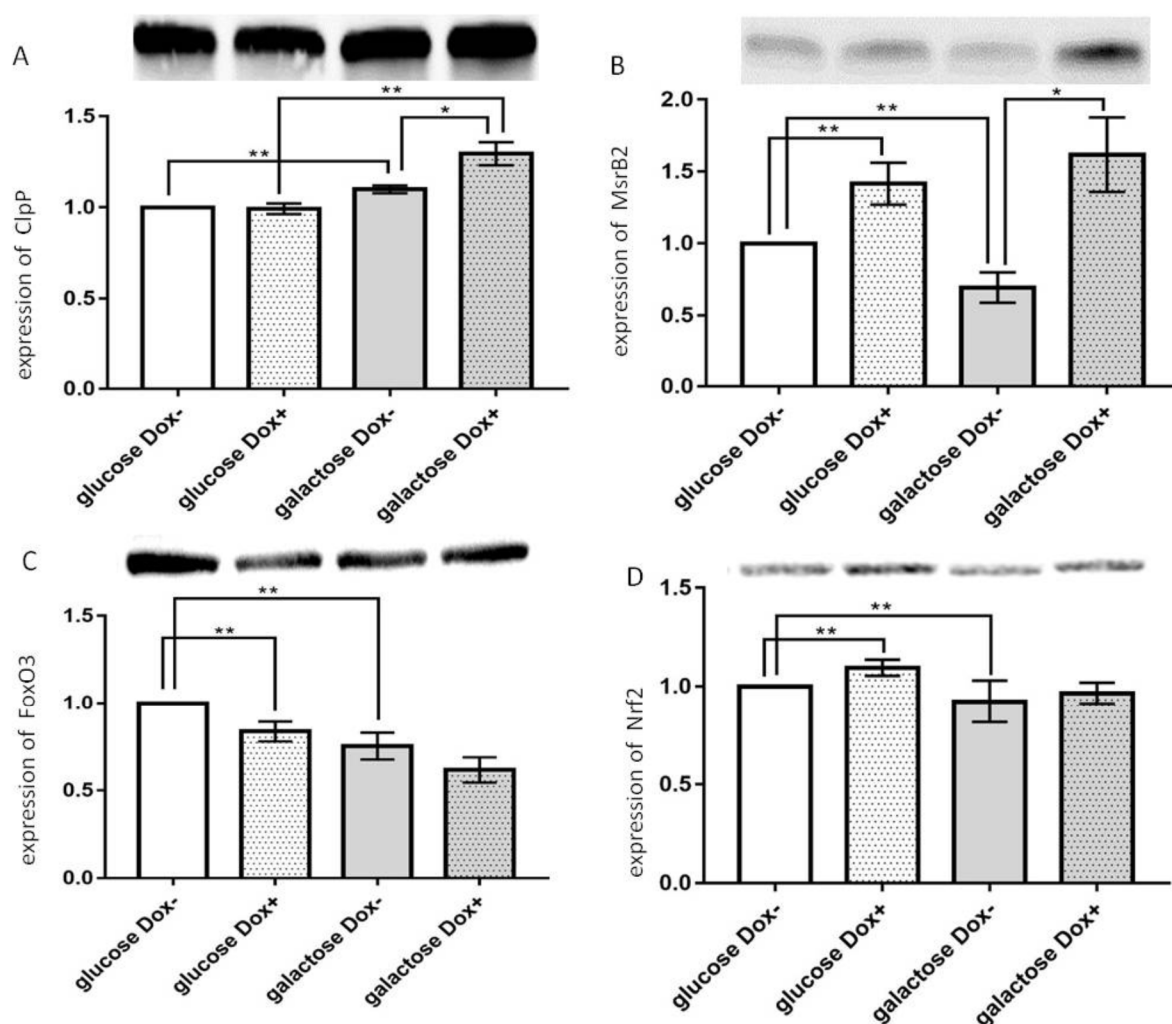 A
**
*
**
1.5
1.0
0.5
0.0
expression of ClpP
glucose Dox-
glucose Dox+
galactose Dox-
galactose Dox+
B
*
**
**
2.0
1.5
1.0
0.5
0.0
expression of MsrB2
glucose Dox-
glucose Dox+
galactose Dox-
galactose Dox+
C
**
**
1.5
1.0
0.5
0.0
expression of FoxO3
glucose Dox-
glucose Dox+
galactose Dox-
galactose Dox+
D
**
**
1.5
1.0
0.5
0.0
expression of Nrf2
glucose Dox-
glucose Dox+
galactose Dox-
galactose Dox+